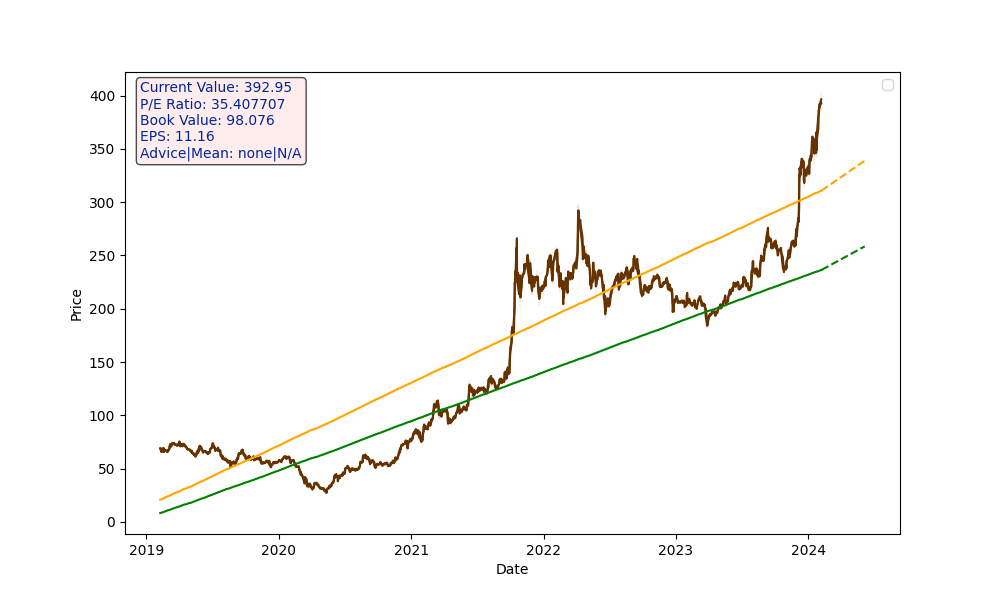 Current Value: 392.95
P/E Ratio: 35.407707
Book Value: 98.076
EPS: 11.16
Advice|Mean: none|N/A
400
350
300
250
200
150
100
50
0
Price
2019 2020 2021 2022 2023 2024
Date